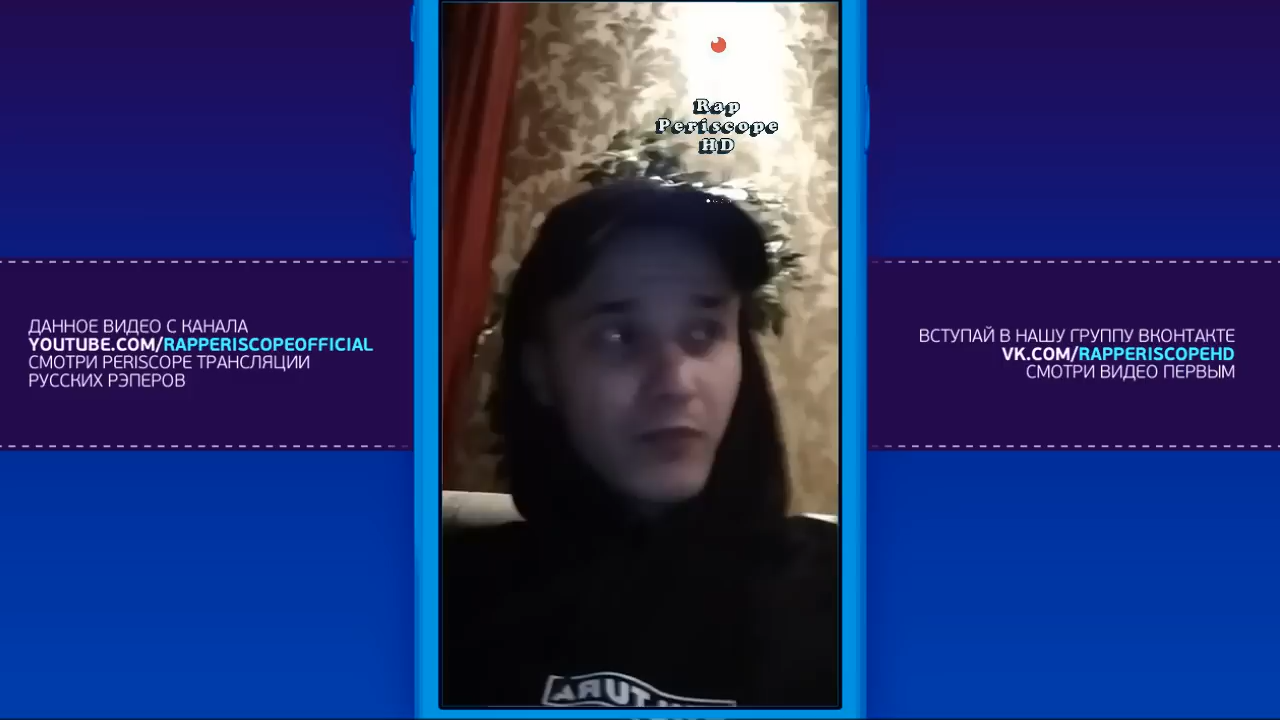 Rap
Periscope
HD
ДАННОЕ ВИДЕО С КАНАЛА
YOUTUBE.COM/RAPPERISCOPEOFFICIAL
СМОТРИ PERISCOPE ТРАНСЛЯЦИИ
РУССКИХ РЭПЕРОВ
ВСТУПАЙ В НАШУ ГРУППУ ВКОНТАКТЕ
VK.COM/RAPPERISCOPEHD
СМОТРИ ВИДЕО ПЕРВЫМ